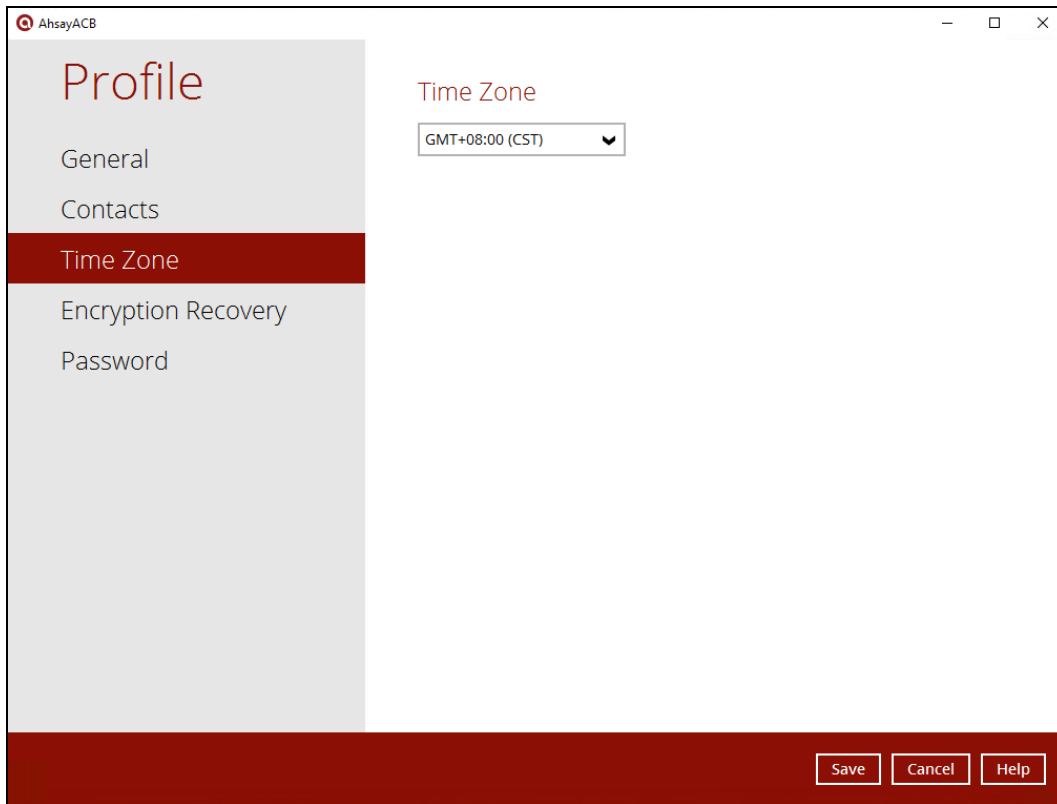 AhsayACB
Profile
General
Contacts
Time Zone
Encryption Recovery
Password
Time Zone
GMT+08:00 (CST)
Save
Cancel
Help